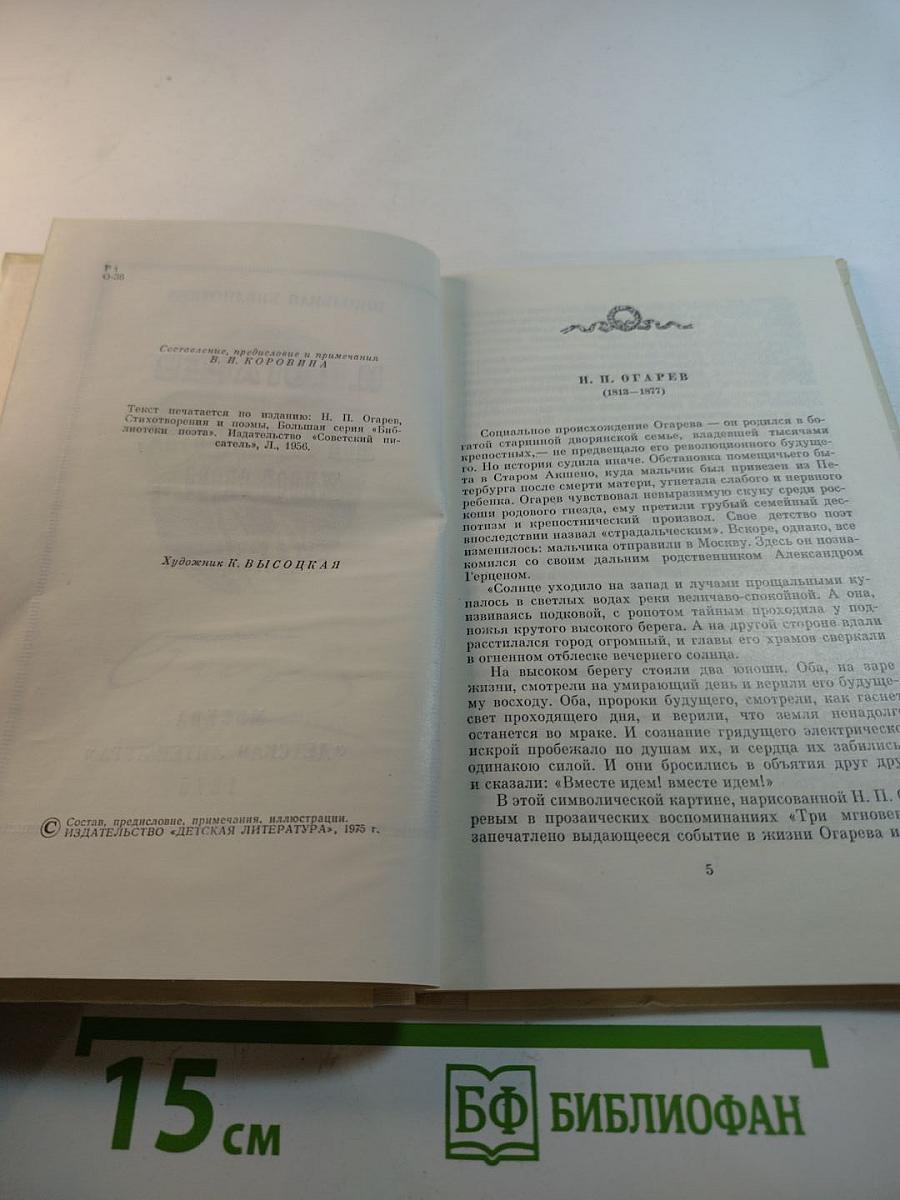 Р 1
О-36
Составление, предисловие и примечания
В. И. КОРОВИНА
Текст печатается по изданию: Н. П. Огарев,
Стихотворения и поэмы, Большая серия «Биб-
лиотеки поэта». Издательство «Советский пи-
сатель», Л., 1956.
Художник К. ВЫСОЦКАЯ
© Состав, предисловие, примечания, иллюстрации.
ИЗДАТЕЛЬСТВО «ДЕТСКАЯ ЛИТЕРАТУРА», 1975 г.
Н. П. ОГАРЕВ
(1813—1877)
Социальное происхождение Огарева — он родился в бо-
гатой старинной дворянской семье, владевшей тысячами
крепостных,— не предвещало его революционного будуще-
го. Но история судила иначе. Обстановка помещичьего бы-
та в Старом Акшено, куда мальчик был привезен из Пе-
тербурга после смерти матери, угнетала слабого и нервного
ребенка. Огарев чувствовал невыразимую скуку среди рос-
коши родового гнезда, ему претили грубый семейный дес-
потизм и крепостнический произвол. Свое детство поэт
впоследствии назвал «страдальческим». Вскоре, однако, все
изменилось: мальчика отправили в Москву. Здесь он позна-
комился со своим дальним родственником Александром
Герценом.
«Солнце уходило на запад и лучами прощальными ку-
палось в светлых водах реки величаво-спокойной. А она,
извиваясь подковой, с ропотом тайным проходила у под-
ножья крутого высокого берега. А на другой стороне вдали
расстилался город огромный, и главы его храмов сверкали
в огненном отблеске вечернего солнца.
На высоком берегу стояли два юноши. Оба, на заре
жизни, смотрели на умирающий день и верили его будуще-
му восходу. Оба, пророки будущего, смотрели, как гаснет
свет проходящего дня, и верили, что земля ненадолг
останется во мраке. И сознание грядущего электрическо
искрой пробежало по душам их, и сердца их забились
одинакою силой. И они бросились в объятия друг дру
и сказали: «Вместе идем! вместе идем!»
В этой символической картине, нарисованной Н. П. О
ревым в прозаических воспоминаниях «Три мгновен
запечатлено выдающееся событие в жизни Огарева и
5
15 см
БФ БИБЛИОФАН